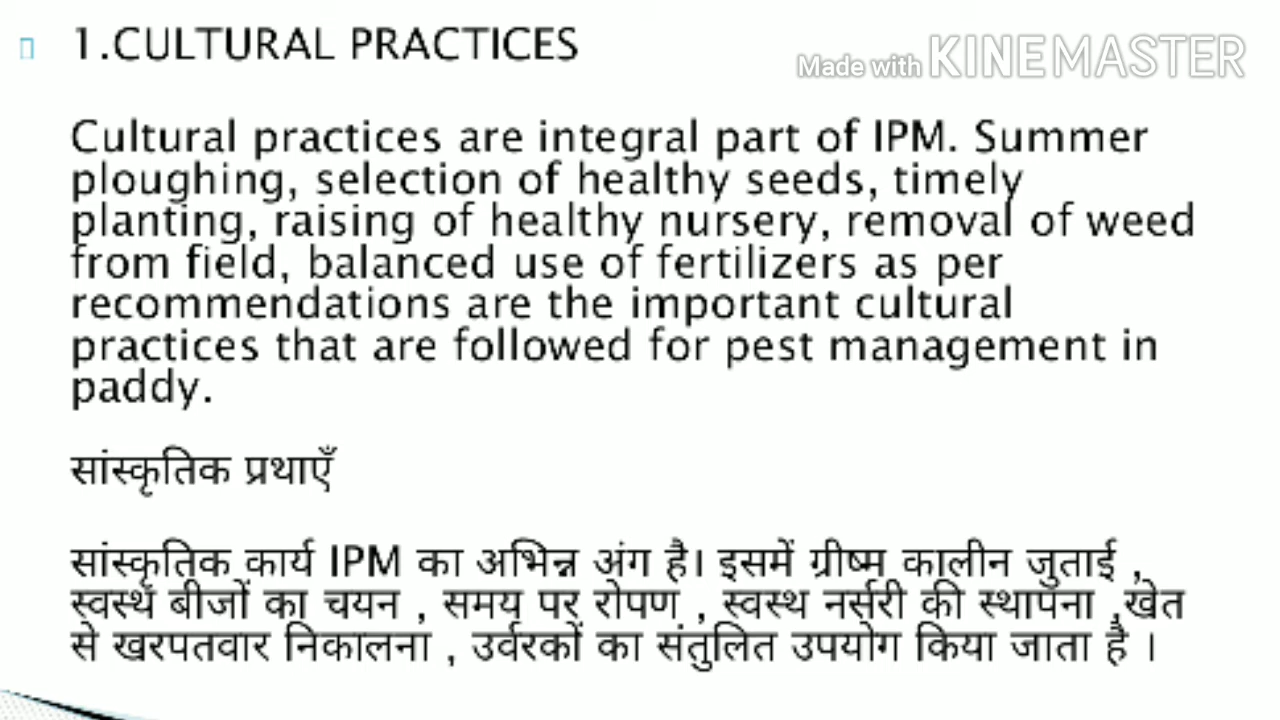 1.CULTURAL PRACTICES
Made with KINEMASTER
Cultural practices are integral part of IPM. Summer
ploughing, selection of healthy seeds, timely
planting, raising of healthy nursery, removal of weed
from field, balanced use of fertilizers as per
recommendations are the important cultural
practices that are followed for pest management in
paddy.
सांस्कृतिक प्रथाएँ
सांस्कृतिक कार्य IPM का अभिन्न अंग है। इसमें ग्रीष्म कालीन जुताई ,
स्वस्थ बीजों का चयन , समय पर रोपण , स्वस्थ नर्सरी की स्थापना ,खेत
से खरपतवार निकालना , उर्वरकों का संतुलित उपयोग किया जाता है ।